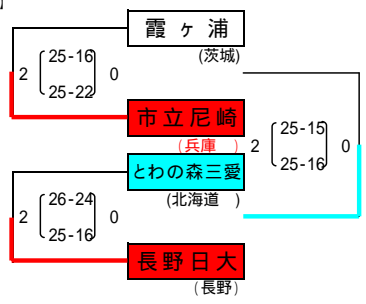 霞ヶ浦
(茨城)
2 25-16 0
25-22
市立尼崎
(兵庫 )
とわの森三愛
(北海道 )
2 25-15 0
25-16
2 26-24 0
25-16
長野日大
(長野)